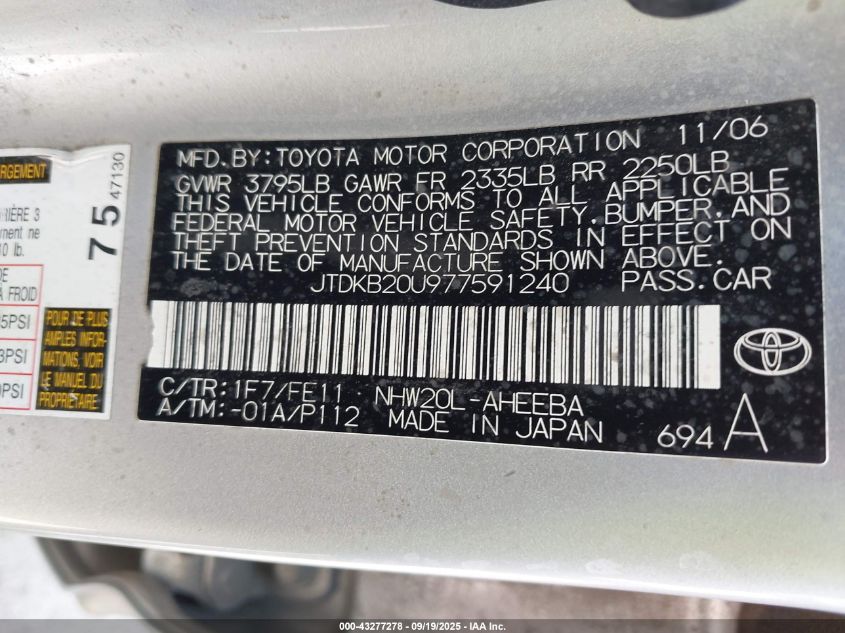 MFD. BY: TOYOTA MOTOR CORPORATION 11/06
GVWR 3795LB GAWR FR 2335LB RR 2250LB
THIS VEHICLE CONFORMS TO ALL APPLICABLE
FEDERAL MOTOR VEHICLE SAFETY, BUMPER, AND
THEFT PREVENTION STANDARDS IN EFFECT ON
THE DATE OF MANUFACTURE SHOWN ABOVE.
JTDKB20U977591240 PASS.CAR
C/TR: 1F7/FE11 NHW20L-AHEEBA
A/TM: -01A/P112 MADE IN JAPAN
694 A
75 47130
POUR DE PLUS
AMPLES INFOR-
MATIONS, VOIR
LE MANUEL DU
PROPRIÉTAIRE
DE
À FROID
000-43277278 - 09/19/2025 - IAA Inc.